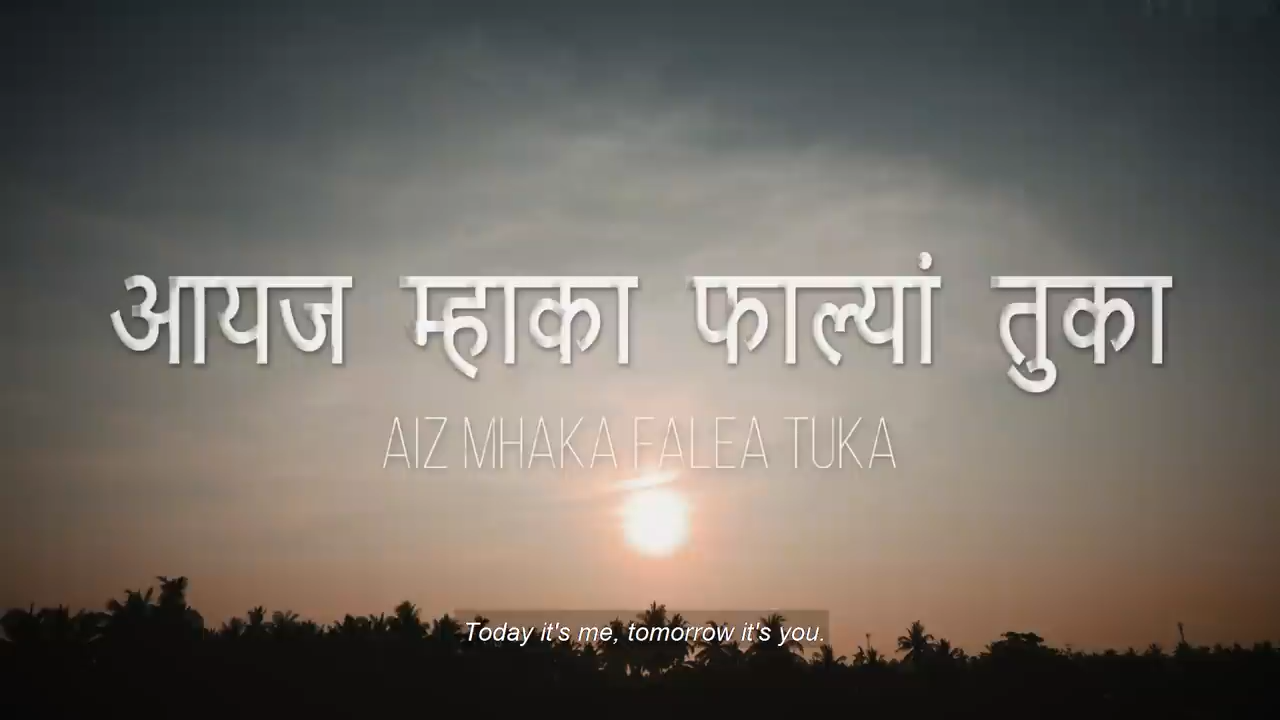 आयज म्हाका फाल्यां तुका
AIZ MHAKA FALEA TUKA
Today it's me, tomorrow it's you.